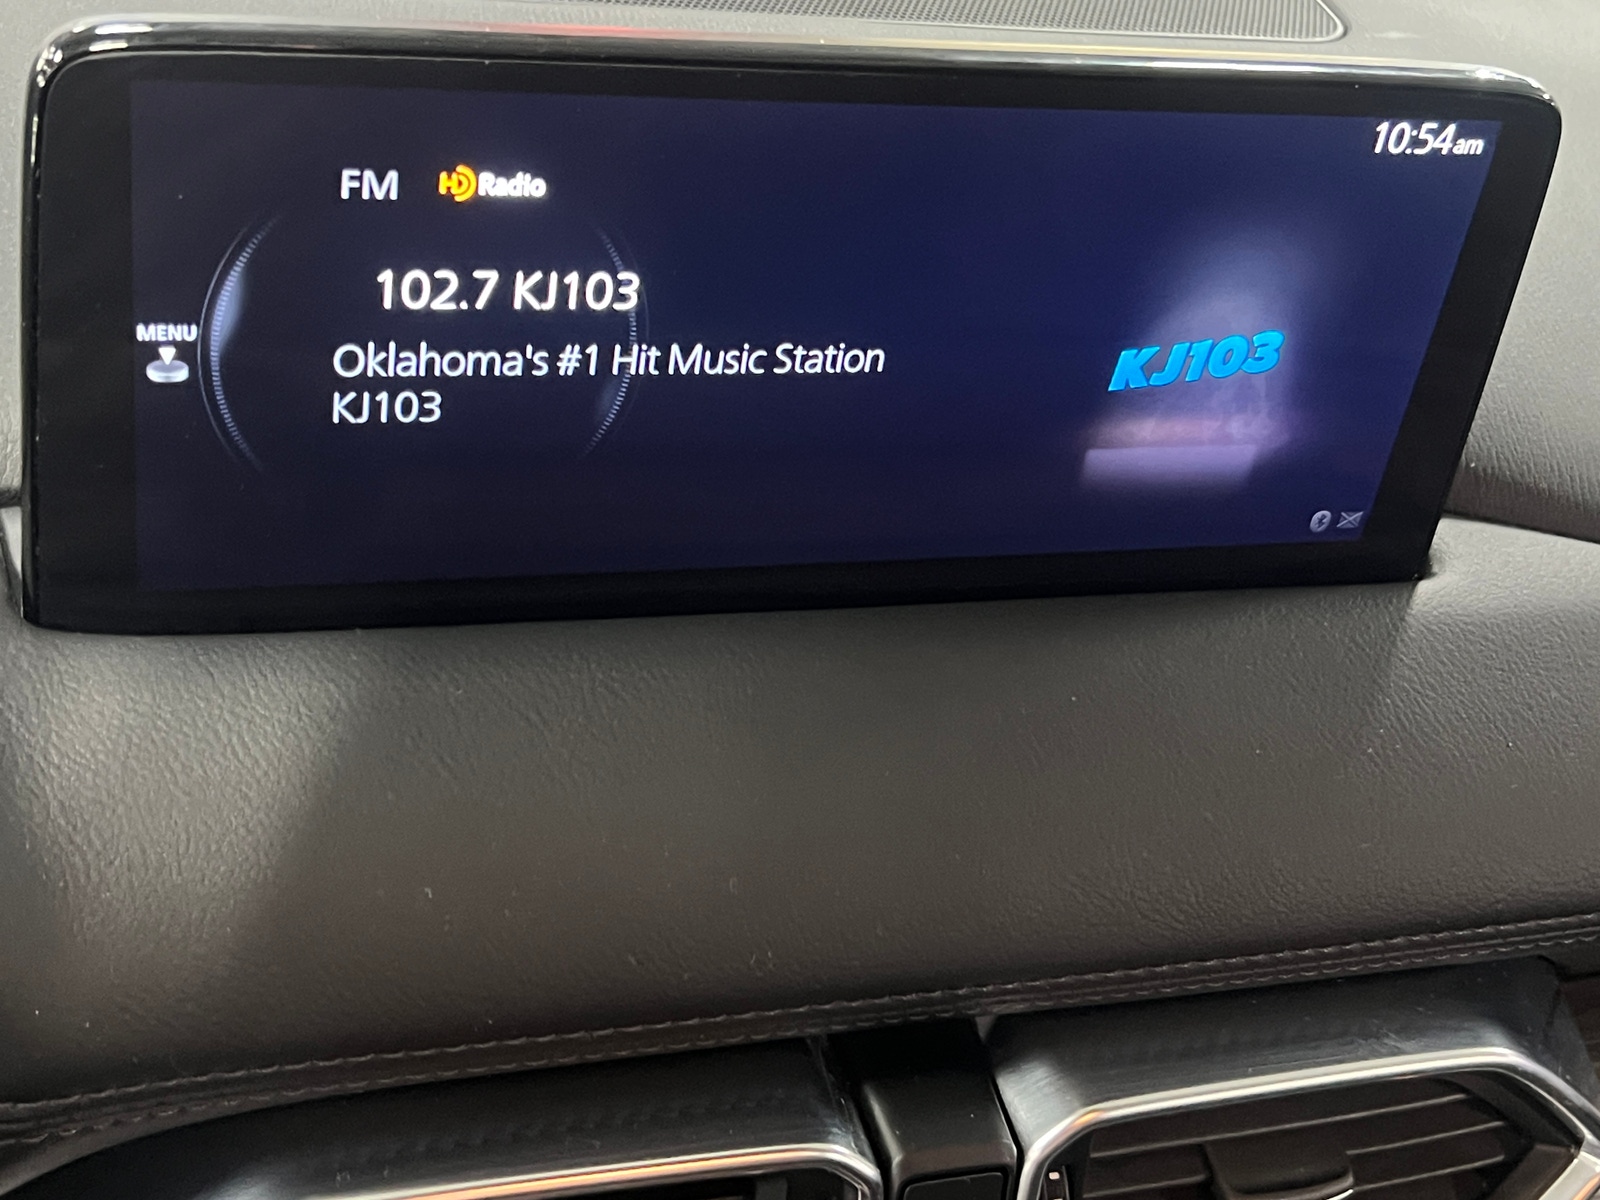 10:54am
FM HD Radio
102.7 KJ103
MENU
Oklahoma's #1 Hit Music Station
KJ103
KJ103